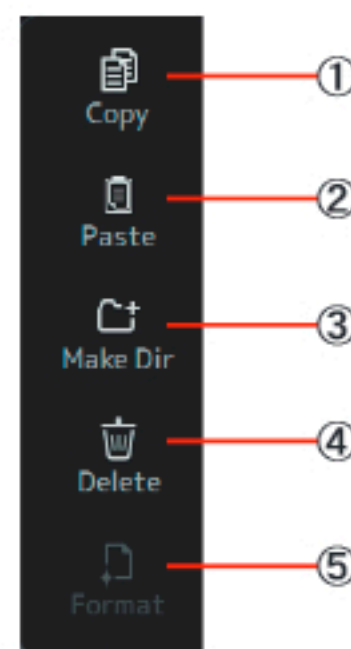 Copy ①
Paste ②
Make Dir ③
Delete ④
Format ⑤